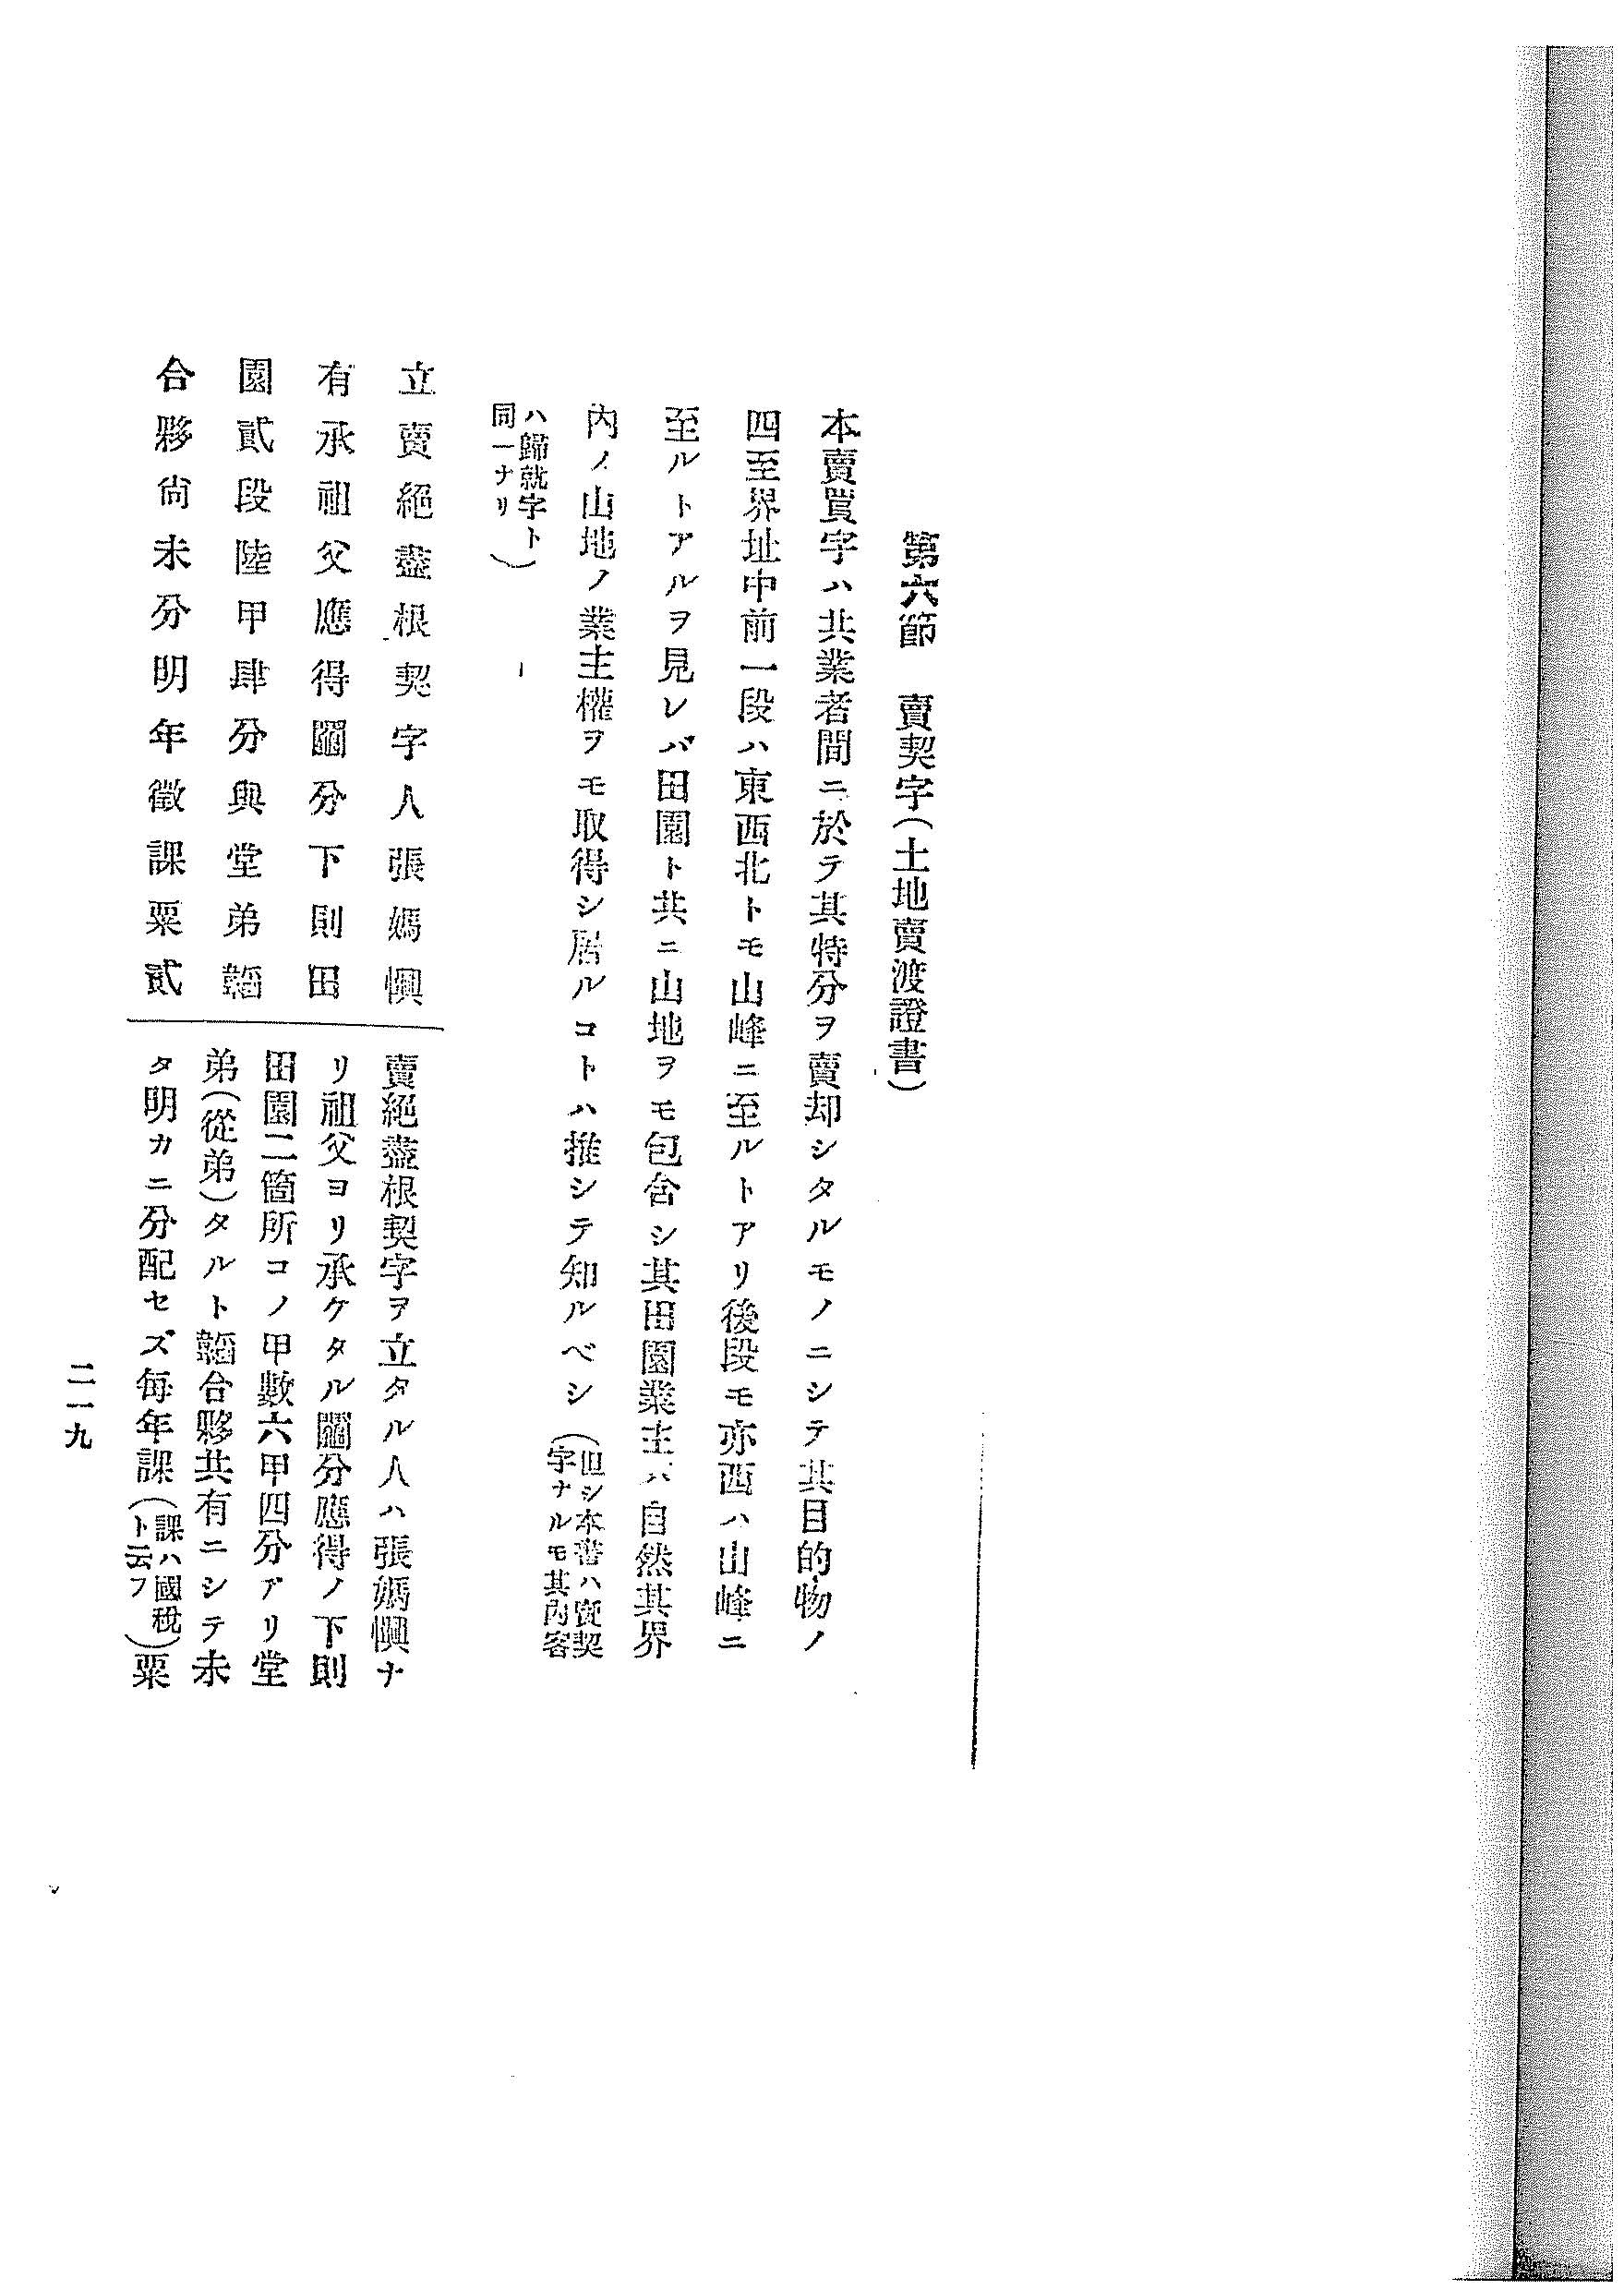 第六節　賣契字(土地賣渡證書)
本賣買字ハ共業者間ニ於テ其特分ヲ賣却シタルモノニシテ其目的物ノ
四至界址中前一段ハ東西北トモ山峰ニ至ルトアリ後段モ亦西ハ山峰ニ
至ルトアルヲ見レバ田園ト共ニ山地ヲモ包含シ其田園業主ハ自然其界
內ノ山地ノ業主權ヲモ取得シ居ルコトハ推シテ知ルベシ(但シ本書ハ賣契
字ナルモ其內容
ハ歸就字ト
同一ナリ)
立賣絕盡根契字人張媽愼
有承祖父應得鬮分下則田
園貳段陸甲肆分與堂弟韜
合夥尙未分明年徵課粟貳
賣絕盡根契字ヲ立タル人ハ張媽愼ナ
リ祖父ヨリ承ケタル鬮分應得ノ下則
田園二箇所コノ甲數六甲四分アリ堂
弟(從弟)タルト韜合夥共有ニシテ未
タ明カニ分配セズ每年課(課ハ國稅
ト云フ)粟
二一九